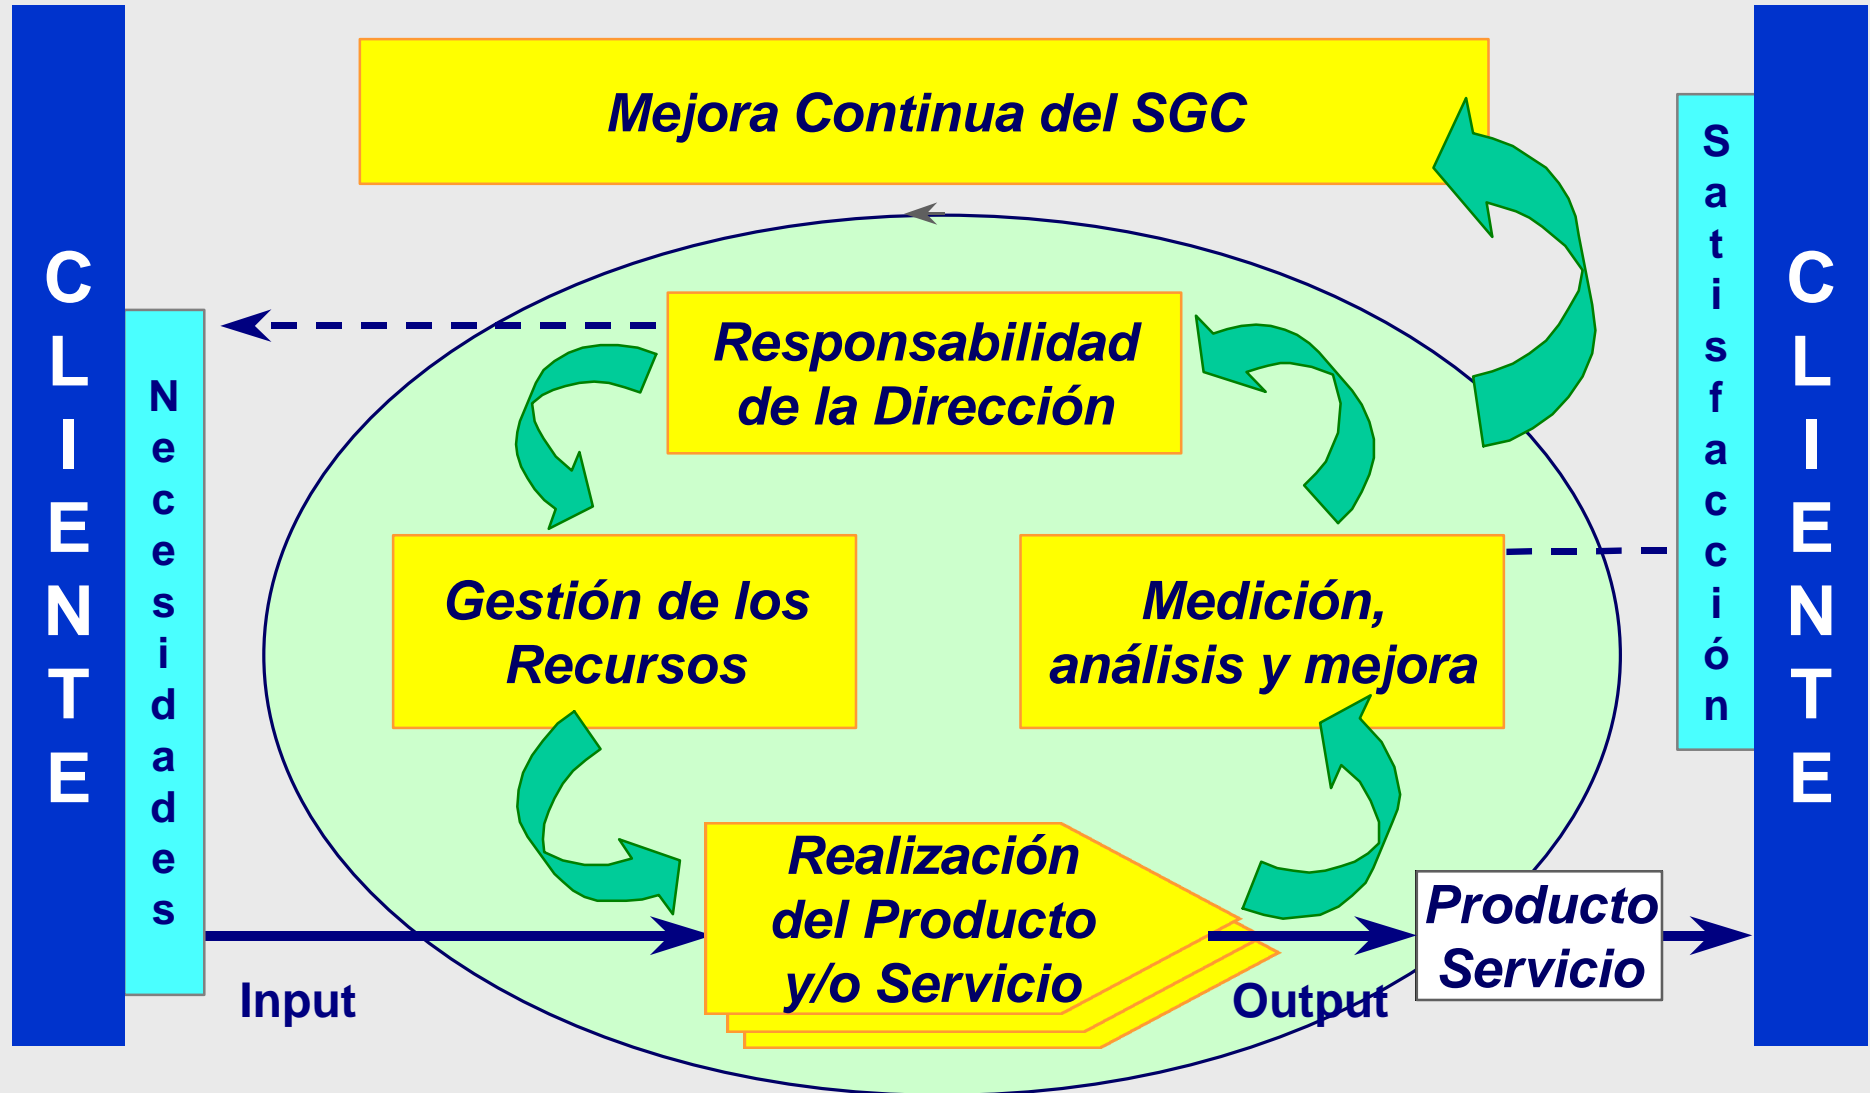 Mejora Continua del SGC
CLIENTE
Necesidades
Responsabilidad
de la Dirección
Gestión de los
Recursos
Medición,
análisis y mejora
Realización
del Producto
y/o Servicio
Input
Output
Producto
Servicio
Satisfacción
CLIENTE